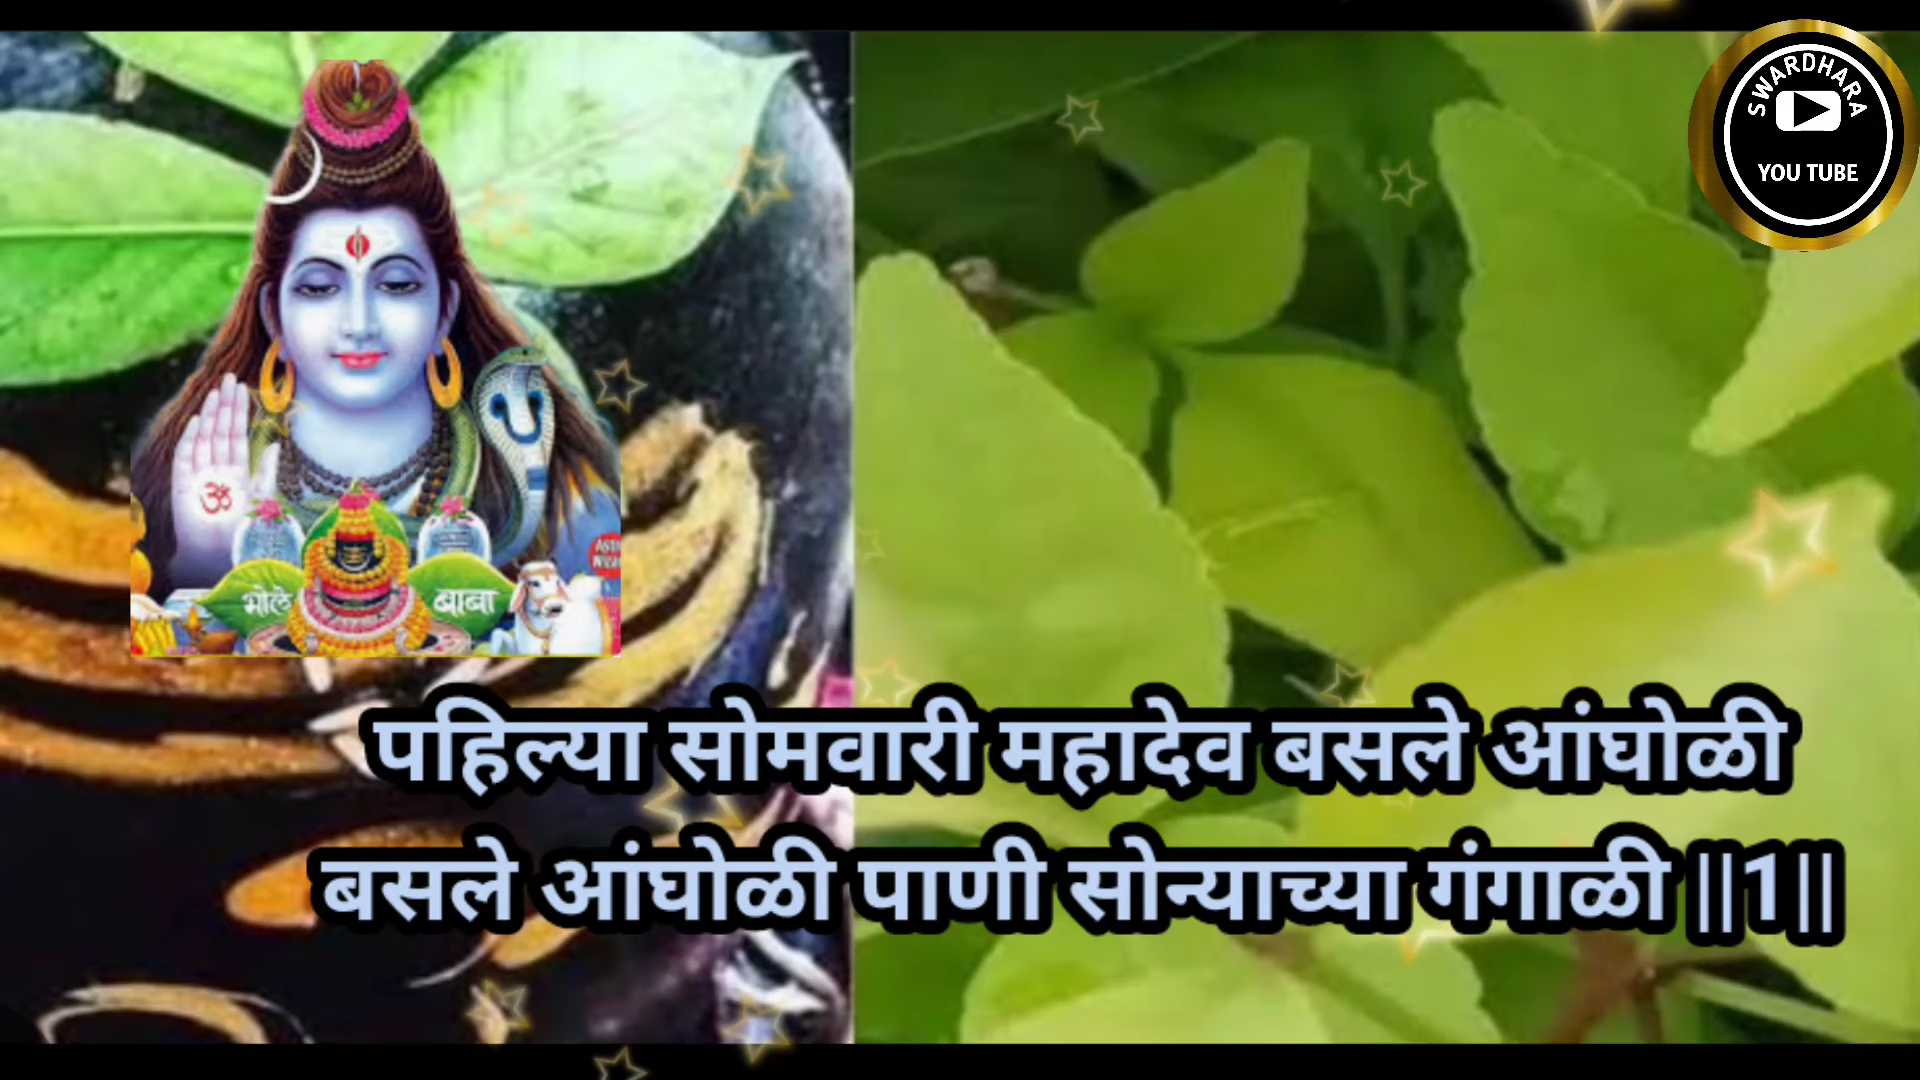 SWARDHARA
YOU TUBE
ॐ
भोले बाबा
पहिल्या सोमवारी महादेव बसले आंघोळी
बसले आंघोळी पाणी सोन्याच्या गंगाळी ||1||